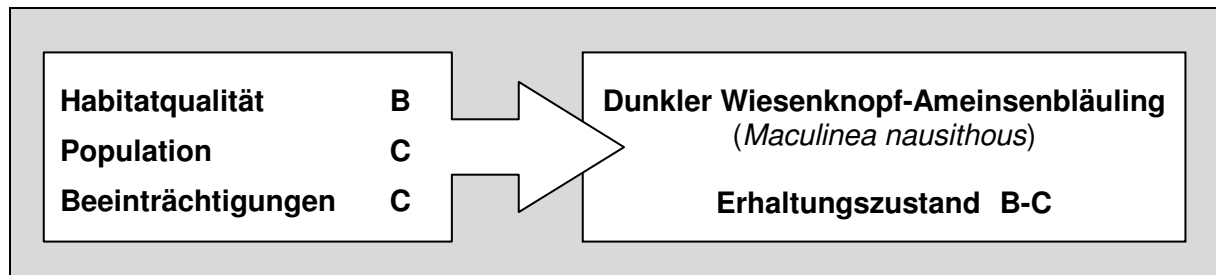 Habitatqualität B
Population C
Beeinträchtigungen C
Dunkler Wiesenknopf-Ameinsenbläuling
(Maculinea nausithous)
Erhaltungszustand B-C